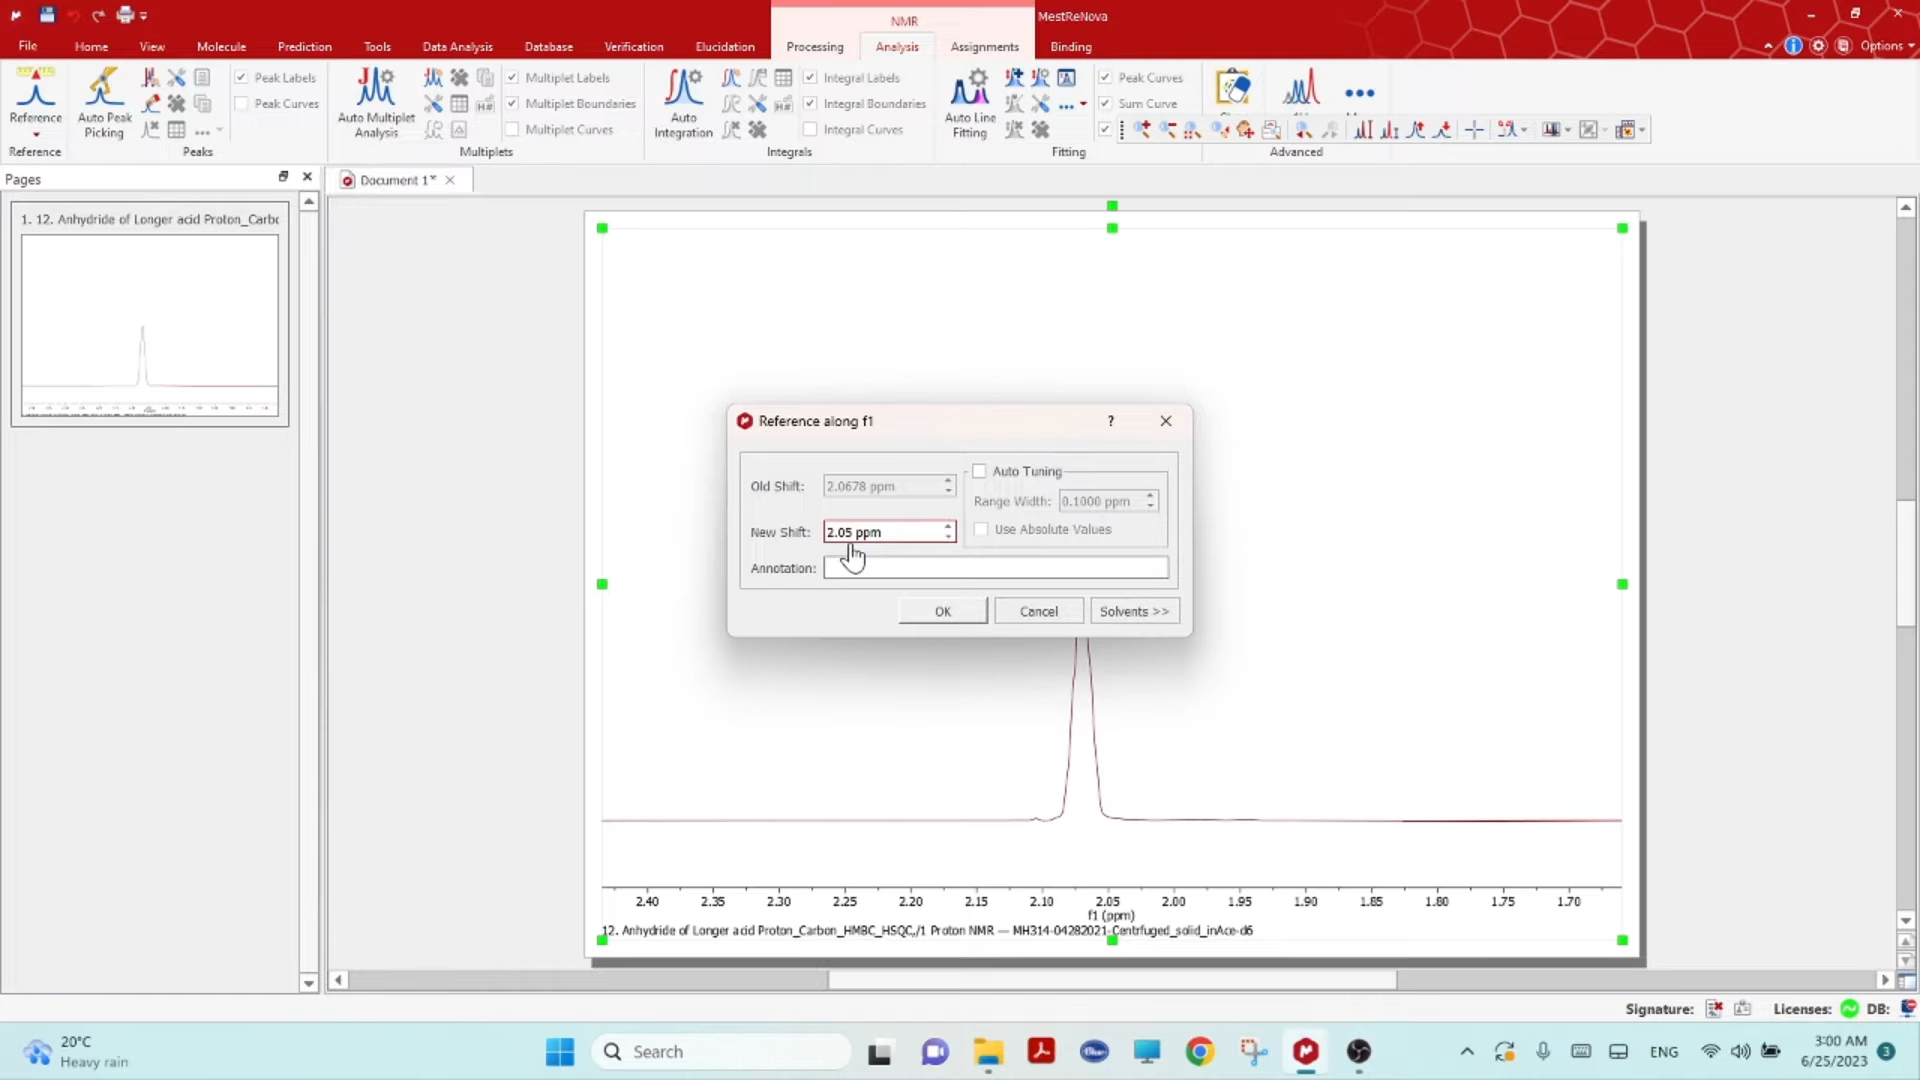 NMR
MestReNova
File Home View Molecule Prediction Tools Data Analysis Database Verification Elucidation Processing Analysis Assignments Binding Options
Reference
Reference
Auto Peak Picking
Peak Labels
Peak Curves
Peaks
Auto Multiplet Analysis
Multiplet Labels
Multiplet Boundaries
Multiplet Curves
Multiplets
Auto Integration
Integral Labels
Integral Boundaries
Integral Curves
Integrals
Auto Line Fitting
Peak Curves
Sum Curve
Fitting
Advanced
Pages
Document 1*
1. 12. Anhydride of Longer acid Proton_Carbo
Reference along f1
Old Shift: 2.0678 ppm
New Shift: 2.05 ppm
Annotation:
Auto Tuning
Range Width: 0.1000 ppm
Use Absolute Values
OK Cancel Solvents >>
2.40 2.35 2.30 2.25 2.20 2.15 2.10 2.05 2.00 1.95 1.90 1.85 1.80 1.75 1.70
f1 (ppm)
12. Anhydride of Longer acid Proton_Carbon_HMBC_HSQC,/1 Proton NMR — MH314-04282021-Centrfuged_solid_inAce-d6
Signature: Licenses: DB:
20°C
Heavy rain
Search
ENG
3:00 AM
6/25/2023
3